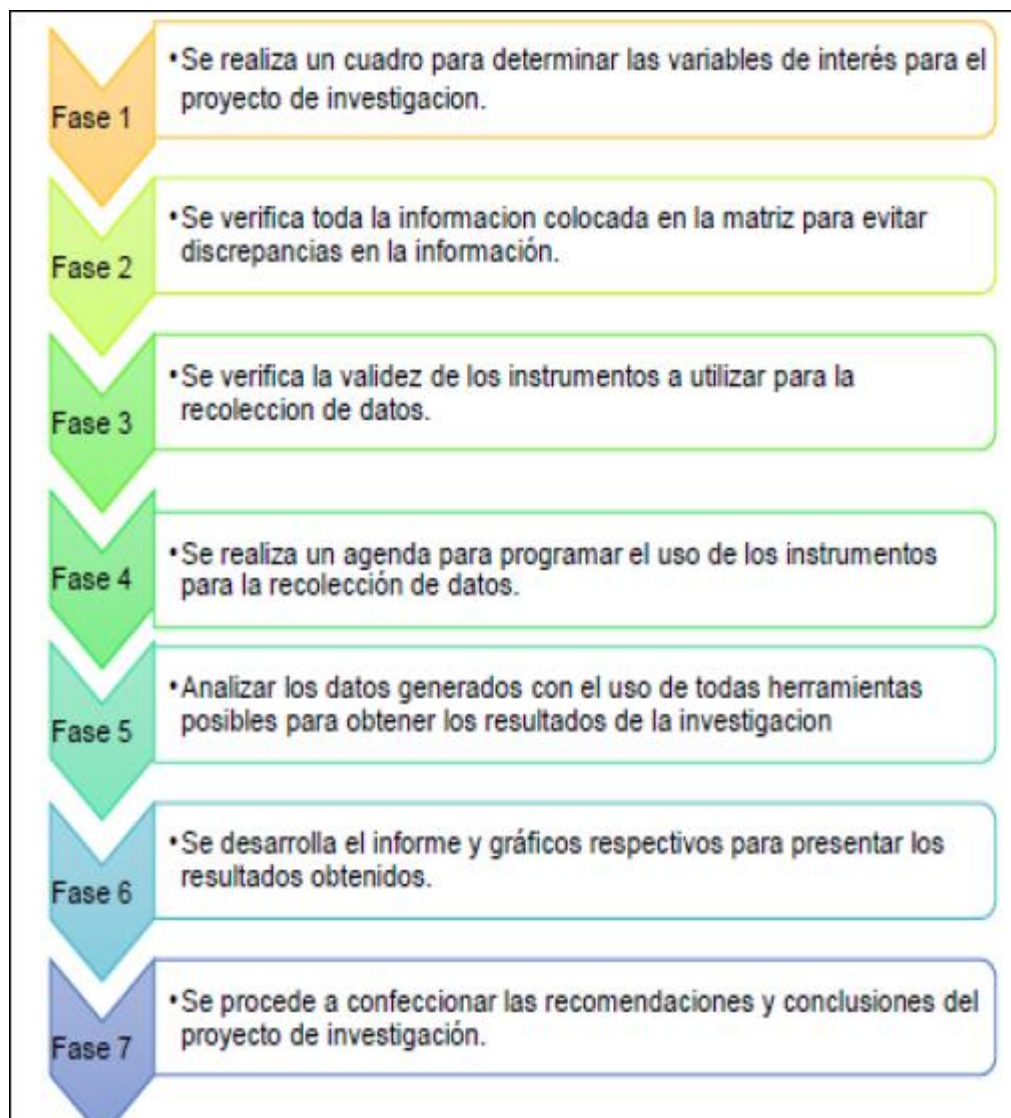 Fase 1
•Se realiza un cuadro para determinar las variables de interés para el
proyecto de investigacion.
Fase 2
•Se verifica toda la informacion colocada en la matriz para evitar
discrepancias en la información.
Fase 3
•Se verifica la validez de los instrumentos a utilizar para la
recoleccion de datos.
Fase 4
•Se realiza un agenda para programar el uso de los instrumentos
para la recolección de datos.
Fase 5
•Analizar los datos generados con el uso de todas herramientas
posibles para obtener los resultados de la investigacion
Fase 6
•Se desarrolla el informe y gráficos respectivos para presentar los
resultados obtenidos.
Fase 7
•Se procede a confeccionar las recomendaciones y conclusiones del
proyecto de investigación.